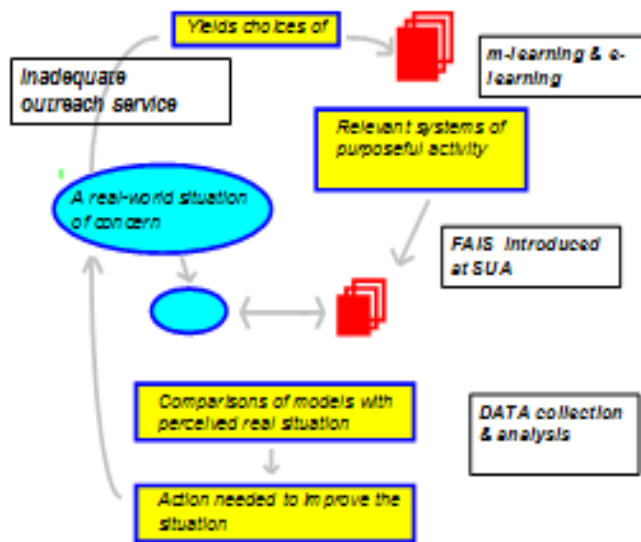 Yields choices of
m-learning & e-
learning
Inadequate
outreach service
Relevant systems of
purposeful activity
A real-world situation
of concern
FAIS Introduced
at SUA
Comparisons of models with
perceived real situation
DATA collection
& analysis
Action needed to improve the
situation